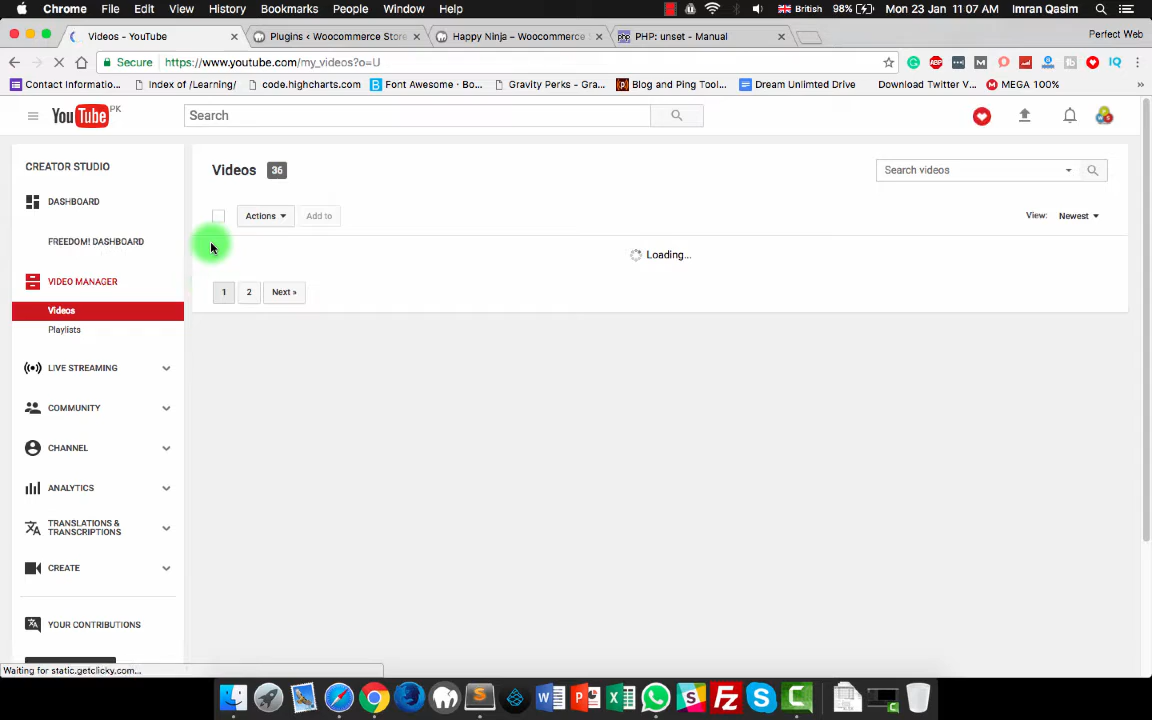 Chrome File Edit View History Bookmarks People Window Help British 98% Mon 23 Jan 11:07 AM Imran Qasim
Videos - YouTube Plugins ‹ Woocommerce Store Happy Ninja – Woocommerce PHP: unset - Manual Perfect Web
Secure https://www.youtube.com/my_videos?o=U
Contact Informatio... Index of /Learning/ code.highcharts.com Font Awesome · Bo... Gravity Perks - Gra... Blog and Ping Tool... Dream Unlimited Drive Download Twitter V... MEGA 100% »
YouTube PK Search
CREATOR STUDIO
DASHBOARD
FREEDOM! DASHBOARD
VIDEO MANAGER
Videos
Playlists
LIVE STREAMING
COMMUNITY
CHANNEL
ANALYTICS
TRANSLATIONS &
TRANSCRIPTIONS
CREATE
YOUR CONTRIBUTIONS
Videos 36 Search videos
Actions Add to View: Newest
Loading...
1 2 Next »
Waiting for static.getclicky.com...